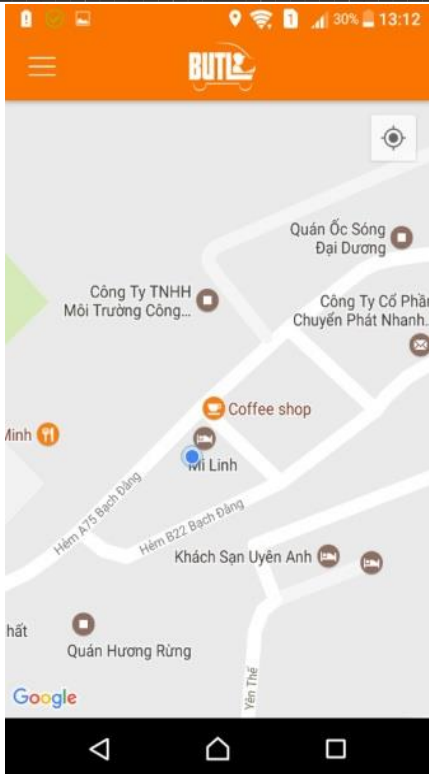 30% 13:12
1
BUTL
Quán Ốc Sóng
Đại Dương
Công Ty TNHH
Môi Trường Công...
Công Ty Cổ Phần
Chuyển Phát Nhanh.
Coffee shop
Minh
Mi Linh
Hẻm A75 Bạch Đằng
Hẻm B22 Bạch Đằng
Khách Sạn Uyên Anh
hất
Quán Hương Rừng
Yên Thế
Google